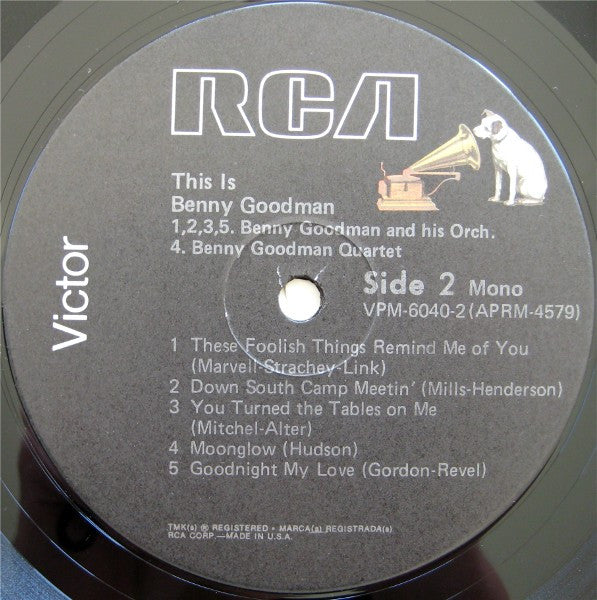 RCA
This Is
Benny Goodman
1,2,3,5. Benny Goodman and his Orch.
4. Benny Goodman Quartet
Victor
Side 2 Mono
VPM-6040-2 (APRM-4579)
1 These Foolish Things Remind Me of You
(Marvell-Strachey-Link)
2 Down South Camp Meetin' (Mills-Henderson)
3 You Turned the Tables on Me
(Mitchel-Alter)
4 Moonglow (Hudson)
5 Goodnight My Love (Gordon-Revel)
TMK(s) ® REGISTERED • MARCA(s) REGISTRADA(s)
RCA CORP.—MADE IN U.S.A.